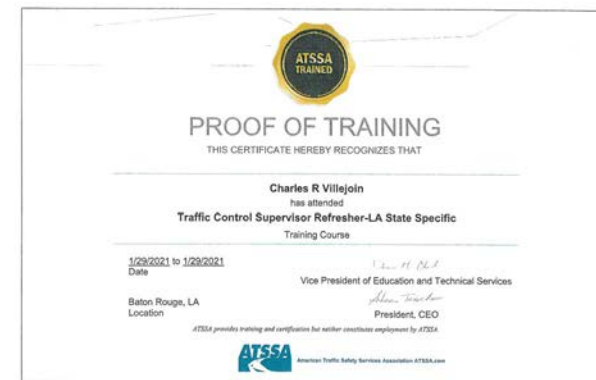 ATSSA
TRAINED
PROOF OF TRAINING
THIS CERTIFICATE HEREBY RECOGNIZES THAT
Charles R Villejoin
has attended
Traffic Control Supervisor Refresher-LA State Specific
Training Course
1/29/2021 to 1/29/2021
Date
Vice President of Education and Technical Services
Baton Rouge, LA
Location
President, CEO
ATSSA provides training and certification but neither constitutes employment by ATSSA
ATSSA
American Traffic Safety Services Association ATSSA.com